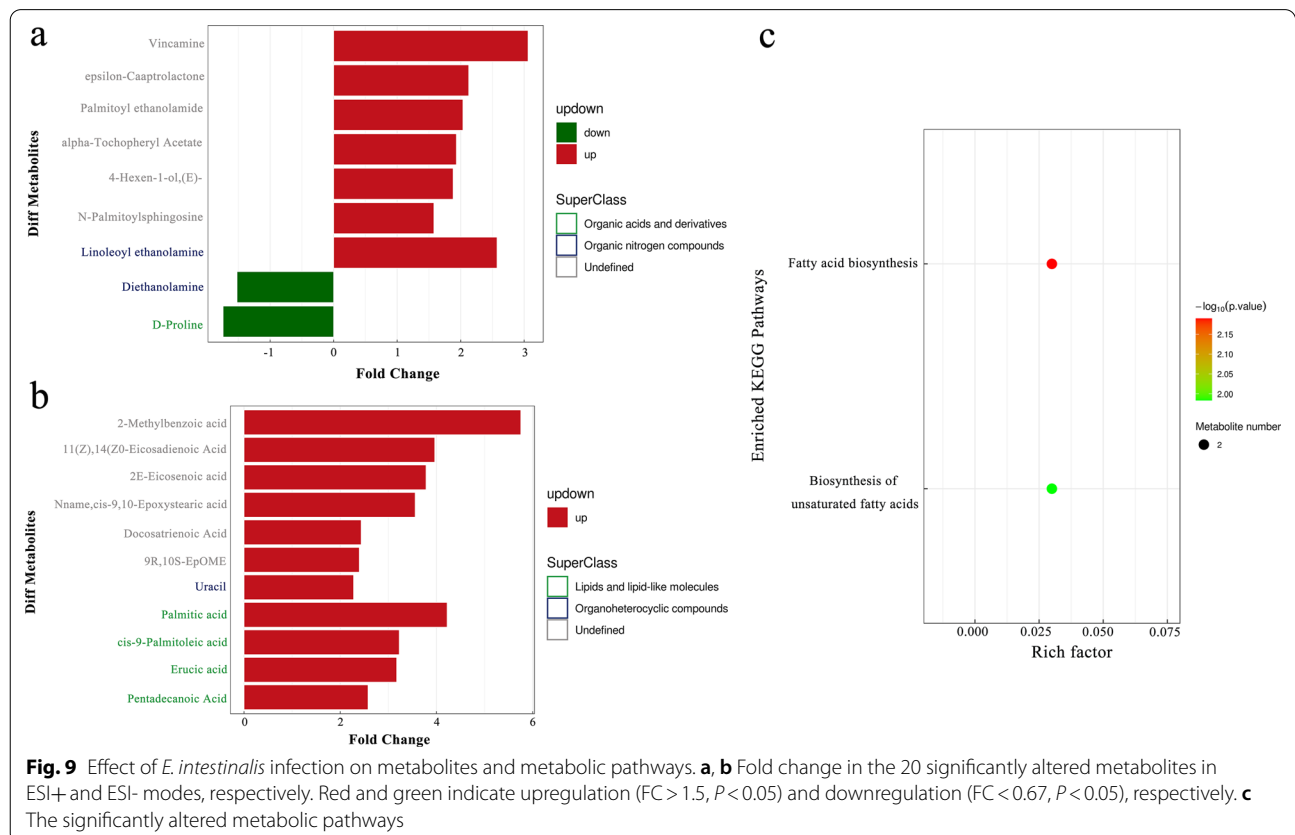 a
Diff Metabolites
Vincamine
epsilon-Caaptrolactone
Palmitoyl ethanolamide
alpha-Tochopheryl Acetate
4-Hexen-1-ol,(E)-
N-Palmitoylsphingosine
Linoleoyl ethanolamine
Diethanolamine
D-Proline
-1 0 1 2 3
Fold Change
updown
down
up
SuperClass
Organic acids and derivatives
Organic nitrogen compounds
Undefined
b
Diff Metabolites
2-Methylbenzoic acid
11(Z),14(Z0-Eicosadienoic Acid
2E-Eicosenoic acid
Nname,cis-9,10-Epoxystearic acid
Docosatrienoic Acid
9R,10S-EpOME
Uracil
Palmitic acid
cis-9-Palmitoleic acid
Erucic acid
Pentadecanoic Acid
0 2 4 6
Fold Change
updown
up
SuperClass
Lipids and lipid-like molecules
Organoheterocyclic compounds
Undefined
c
Enriched KEGG Pathways
Fatty acid biosynthesis
Biosynthesis of
unsaturated fatty acids
0.000 0.025 0.050 0.075
Rich factor
−log10(p.value)
2.15
2.10
2.05
2.00
Metabolite number
2
Fig. 9 Effect of E. intestinalis infection on metabolites and metabolic pathways. a, b Fold change in the 20 significantly altered metabolites in
ESI+ and ESI- modes, respectively. Red and green indicate upregulation (FC > 1.5, P < 0.05) and downregulation (FC < 0.67, P < 0.05), respectively. c
The significantly altered metabolic pathways